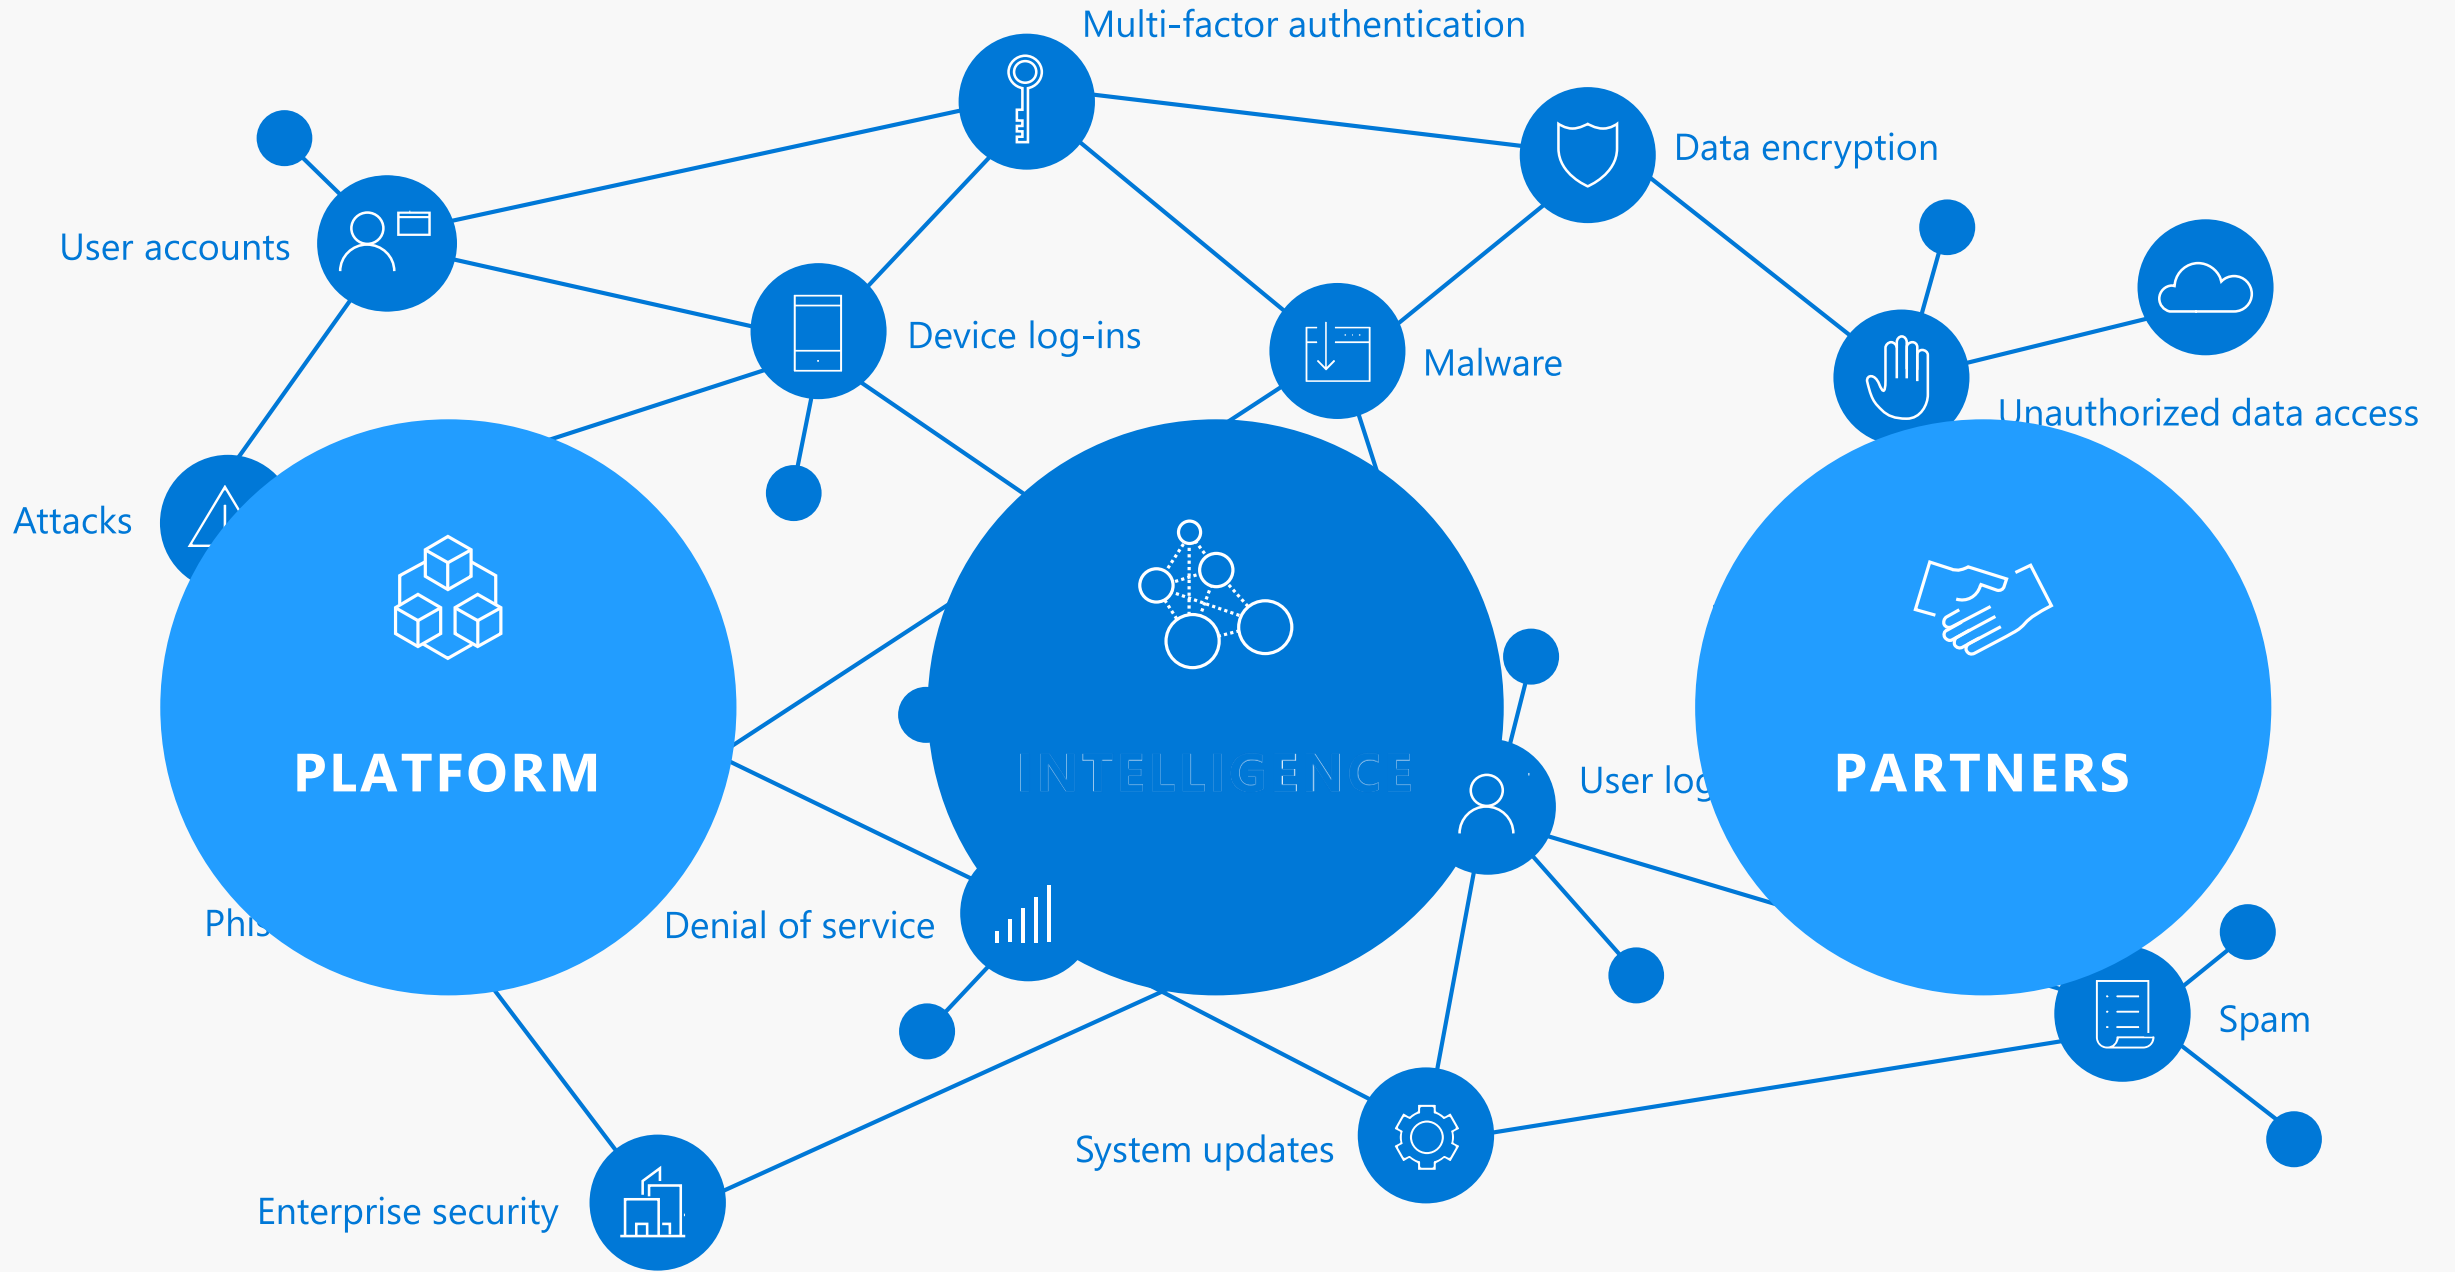 Multi-factor authentication
Data encryption
User accounts
Device log-ins
Malware
Unauthorized data access
Attacks
PLATFORM
INTELLIGENCE
User log
PARTNERS
Phis
Denial of service
Spam
System updates
Enterprise security